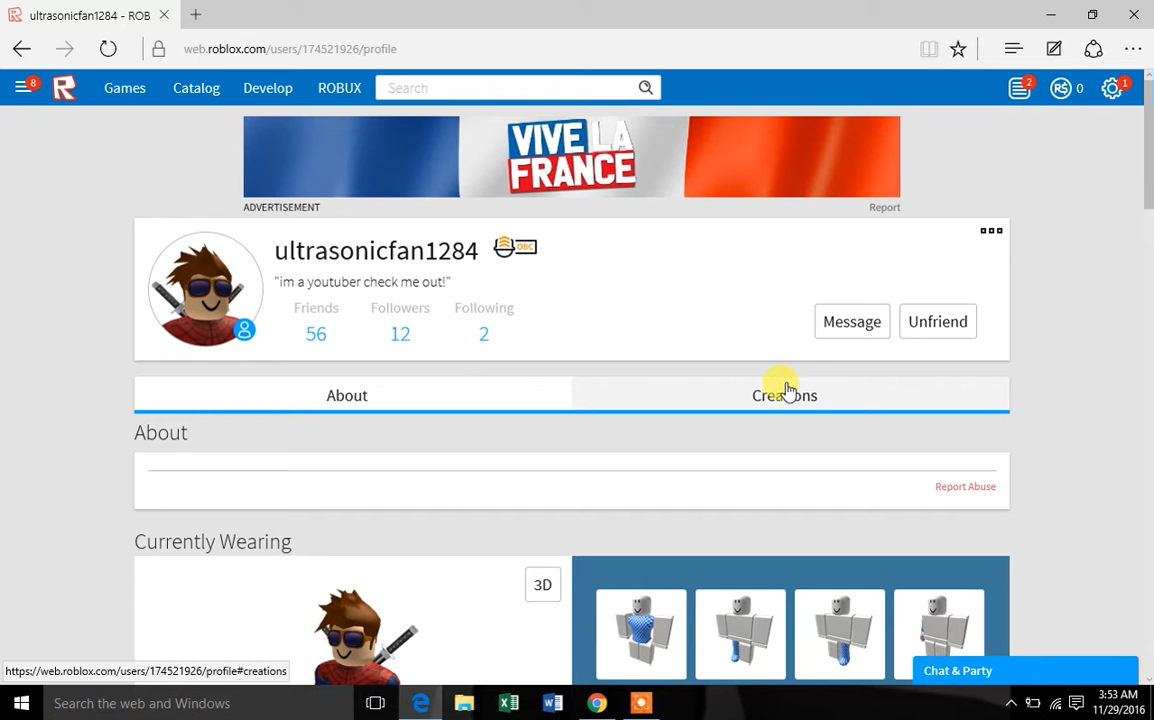 ultrasonicfan1284 - ROB
web.roblox.com/users/174521926/profile
8
Games
Catalog
Develop
ROBUX
Search
2
R$ 0
1
VIVE LA
FRANCE
ADVERTISEMENT
Report
ultrasonicfan1284
OBC
"im a youtuber check me out!"
Friends
Followers
Following
56
12
2
Message
Unfriend
About
Creations
About
Report Abuse
Currently Wearing
3D
https://web.roblox.com/users/174521926/profile#creations
Chat & Party
Search the web and Windows
3:53 AM
11/29/2016